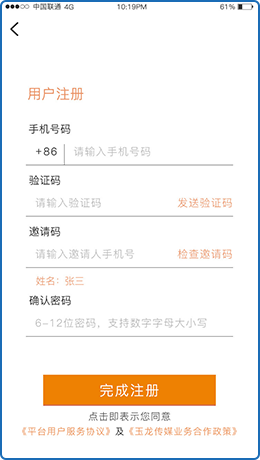 中国联通 4G 10:19PM 61%
用户注册
手机号码
+86 请输入手机号码
验证码
请输入验证码 发送验证码
邀请码
请输入邀请人手机号 检查邀请码
姓名：张三
确认密码
6-12位密码，支持数字字母大小写
完成注册
点击即表示您同意
《平台用户服务协议》及《玉龙传媒业务合作政策》